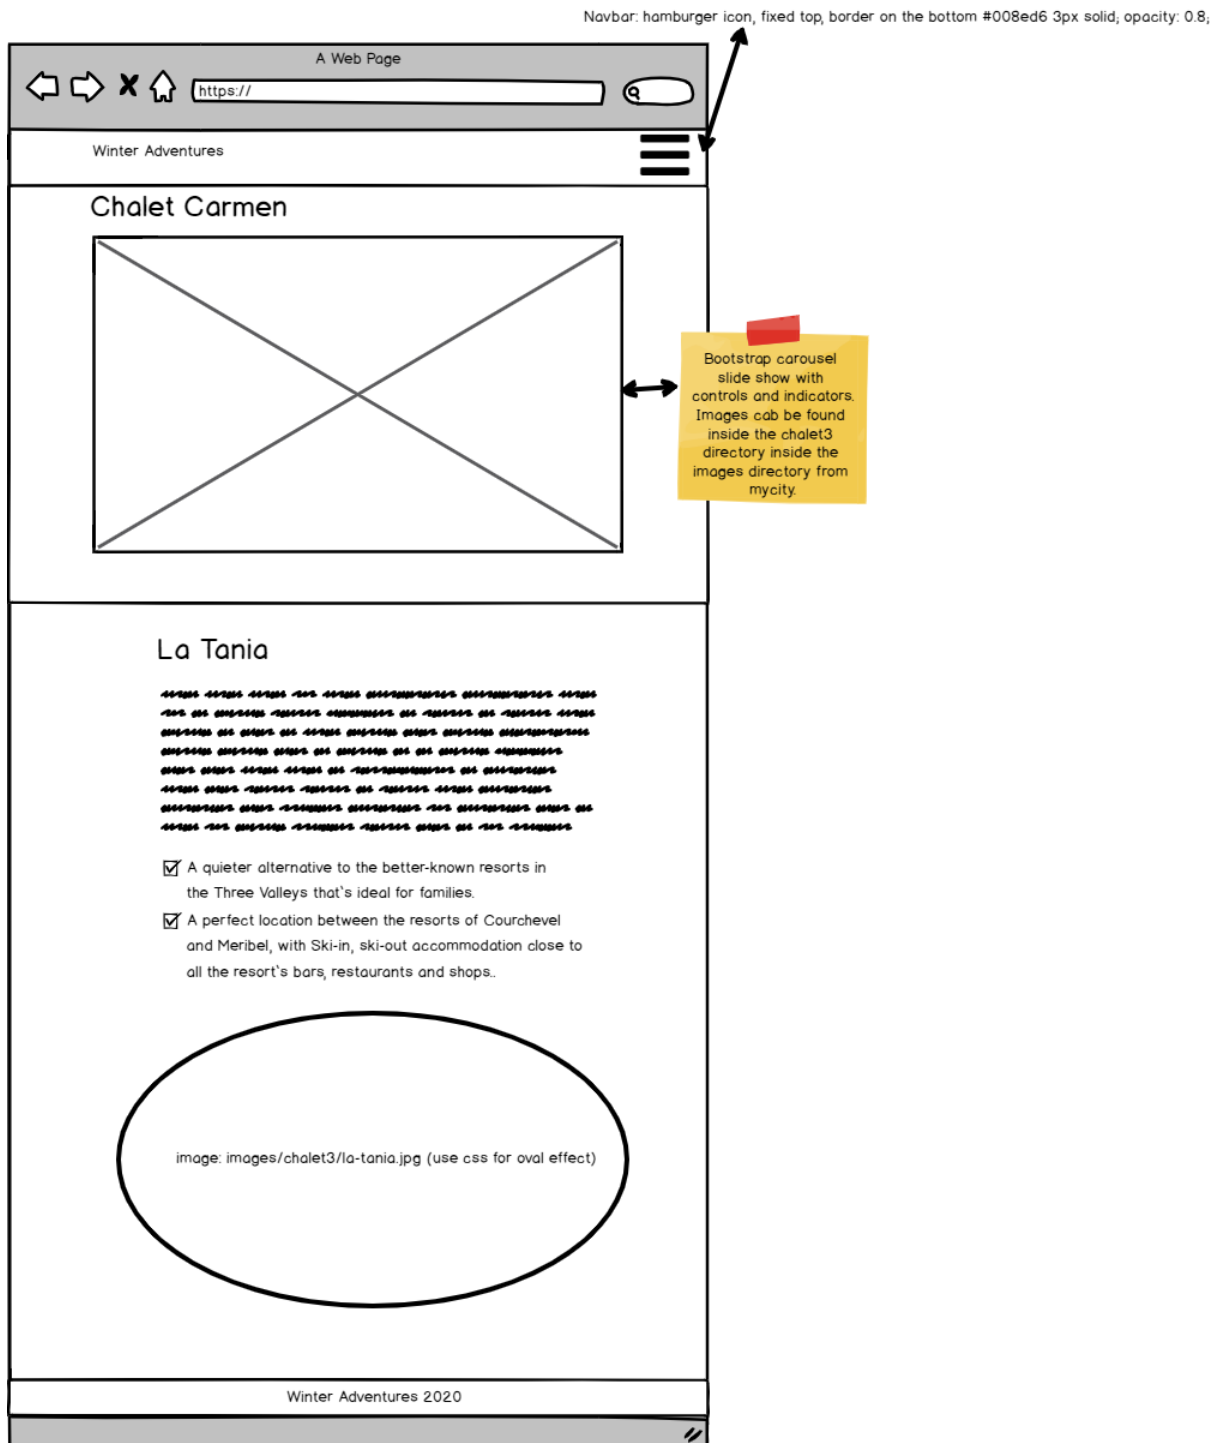 Navbar: hamburger icon, fixed top, border on the bottom #008ed6 3px solid; opacity: 0.8;
A Web Page
https://
Winter Adventures
Chalet Carmen
Bootstrap carousel
slide show with
controls and indicators.
Images cab be found
inside the chalet3
directory inside the
images directory from
mycity.
La Tania
A quieter alternative to the better-known resorts in
the Three Valleys that's ideal for families.
A perfect location between the resorts of Courchevel
and Meribel, with Ski-in, ski-out accommodation close to
all the resort's bars, restaurants and shops..
image: images/chalet3/la-tania.jpg (use css for oval effect)
Winter Adventures 2020